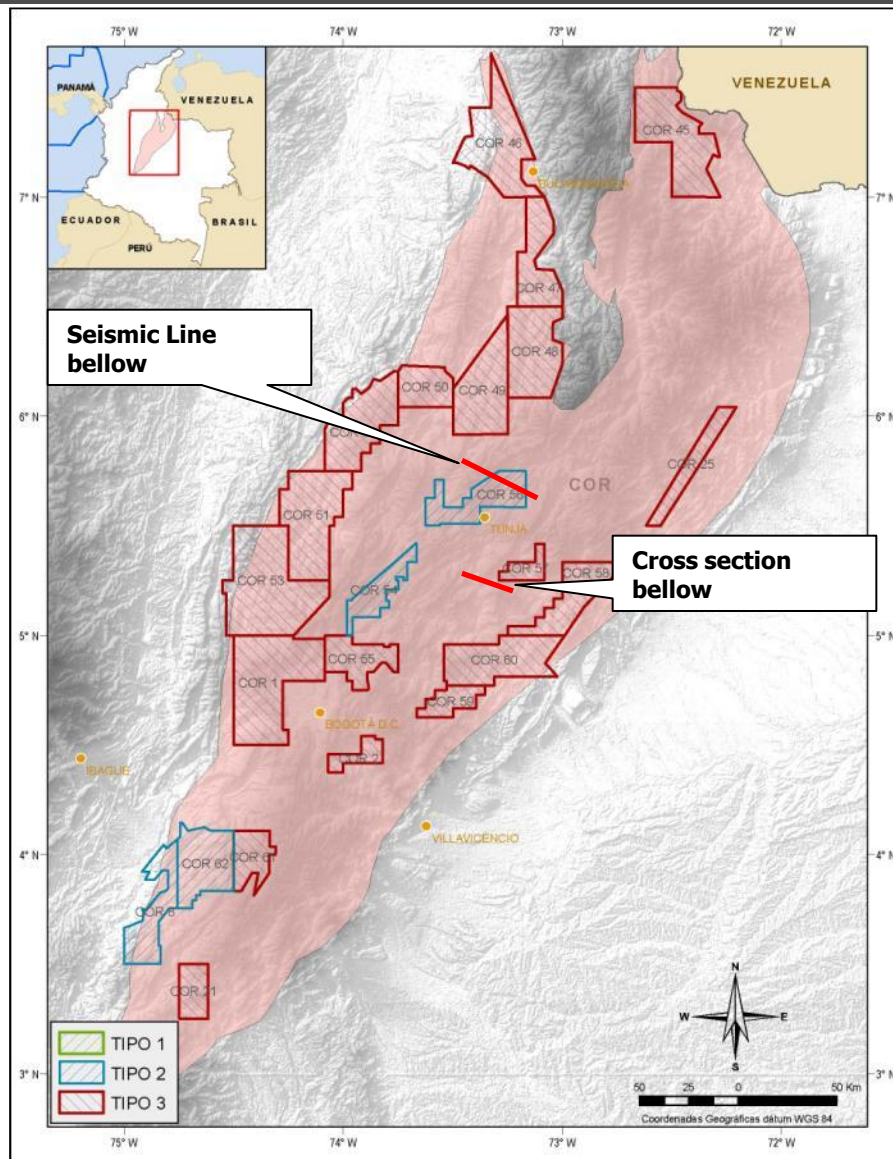 75° W 74° W 73° W 72° W
PANAMÁ
VENEZUELA
ECUADOR
BRASIL
PERÚ
VENEZUELA
COR 45
COR 46
7° N 7° N
COR 47
Seismic Line
bellow
COR 48
COR 50
COR 49
6° N 6° N
COR 25
COR 56
COR
COR 51
TUNJA
Cross section
bellow
COR 53
COR 58
COR 54
5° N 5° N
COR 55
COR 60
COR 1
COR 59
BOGOTÁ D.C.
IBAGUE
COR 2
VILLAVICENCIO
4° N 4° N
COR 62
COR 61
COR 6
COR 21
N
W E
S
TIPO 1
TIPO 2
TIPO 3
3° N 3° N
50 25 0 50 Km
Coordenadas Geográficas dátum WGS 84
75° W 74° W 73° W 72° W